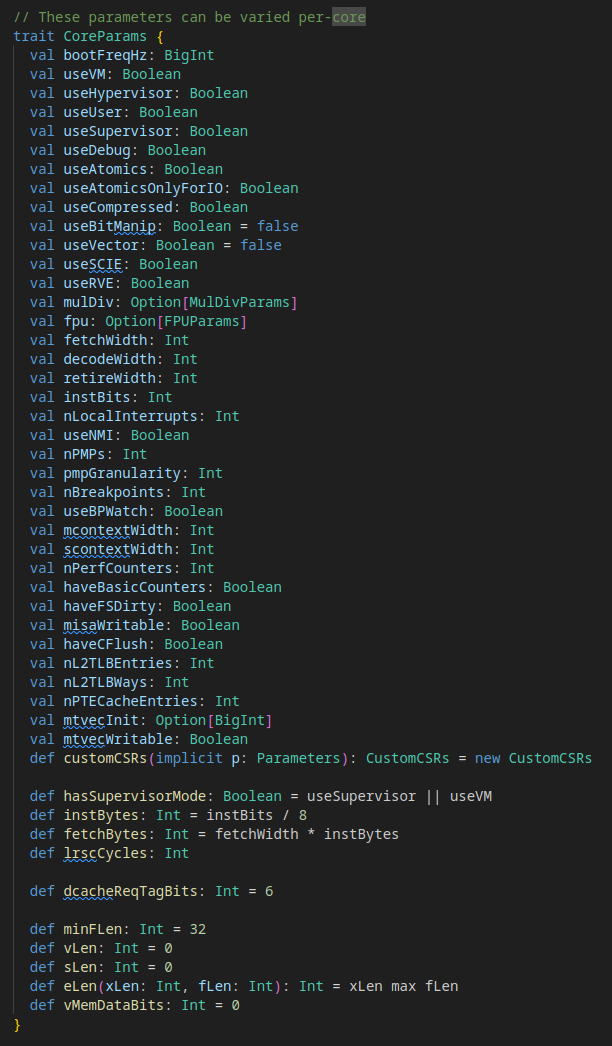 // These parameters can be varied per-core
trait CoreParams {
  val bootFreqHz: BigInt
  val useVM: Boolean
  val useHypervisor: Boolean
  val useUser: Boolean
  val useSupervisor: Boolean
  val useDebug: Boolean
  val useAtomics: Boolean
  val useAtomicsOnlyForIO: Boolean
  val useCompressed: Boolean
  val useBitManip: Boolean = false
  val useVector: Boolean = false
  val useSCIE: Boolean
  val useRVE: Boolean
  val mulDiv: Option[MulDivParams]
  val fpu: Option[FPUParams]
  val fetchWidth: Int
  val decodeWidth: Int
  val retireWidth: Int
  val instBits: Int
  val nLocalInterrupts: Int
  val useNMI: Boolean
  val nPMPs: Int
  val pmpGranularity: Int
  val nBreakpoints: Int
  val useBPWatch: Boolean
  val mcontextWidth: Int
  val scontextWidth: Int
  val nPerfCounters: Int
  val haveBasicCounters: Boolean
  val haveFSDirty: Boolean
  val misaWritable: Boolean
  val haveCFlush: Boolean
  val nL2TLBEntries: Int
  val nL2TLBWays: Int
  val nPTECacheEntries: Int
  val mtvecInit: Option[BigInt]
  val mtvecWritable: Boolean
  def customCSRs(implicit p: Parameters): CustomCSRs = new CustomCSRs

  def hasSupervisorMode: Boolean = useSupervisor || useVM
  def instBytes: Int = instBits / 8
  def fetchBytes: Int = fetchWidth * instBytes
  def lrscCycles: Int

  def dcacheReqTagBits: Int = 6

  def minFLen: Int = 32
  def vLen: Int = 0
  def sLen: Int = 0
  def eLen(xLen: Int, fLen: Int): Int = xLen max fLen
  def vMemDataBits: Int = 0
}